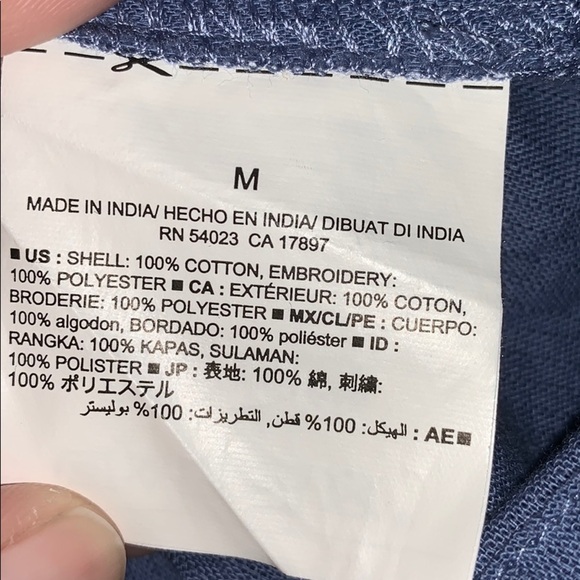 M
MADE IN INDIA/ HECHO EN INDIA/ DIBUAT DI INDIA
RN 54023 CA 17897
■ US : SHELL: 100% COTTON, EMBROIDERY:
100% POLYESTER ■ CA : EXTÉRIEUR: 100% COTON,
BRODERIE: 100% POLYESTER ■ MX/CL/PE : CUERPO:
100% algodon, BORDADO: 100% poliéster ■ ID :
RANGKA: 100% KAPAS, SULAMAN:
100% POLISTER ■ JP : 表地: 100% 綿, 刺繍:
100% ポリエステル
■ AE : الهيكل: 100% قطن, التطريزات: 100% بوليستر